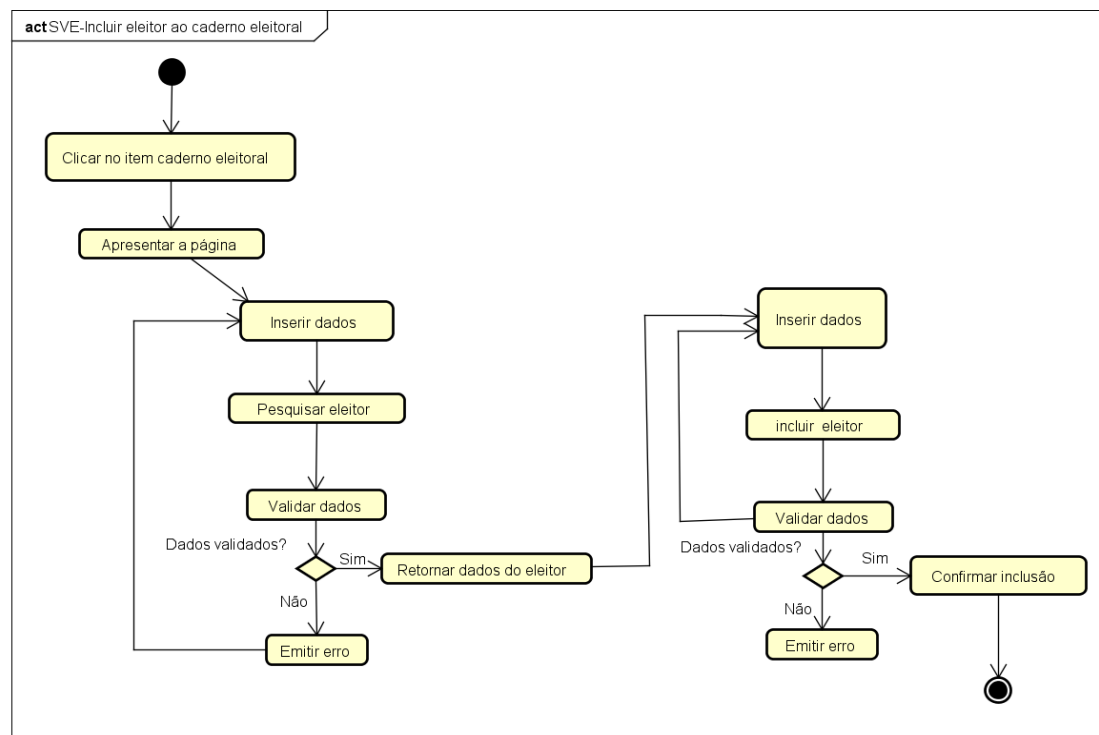 act SVE-Incluir eleitor ao caderno eleitoral
Clicar no item caderno eleitoral
Apresentar a página
Inserir dados
Pesquisar eleitor
Validar dados
Dados validados?
Sim
Retornar dados do eleitor
Não
Emitir erro
Inserir dados
incluir eleitor
Validar dados
Dados validados?
Sim
Confirmar inclusão
Não
Emitir erro